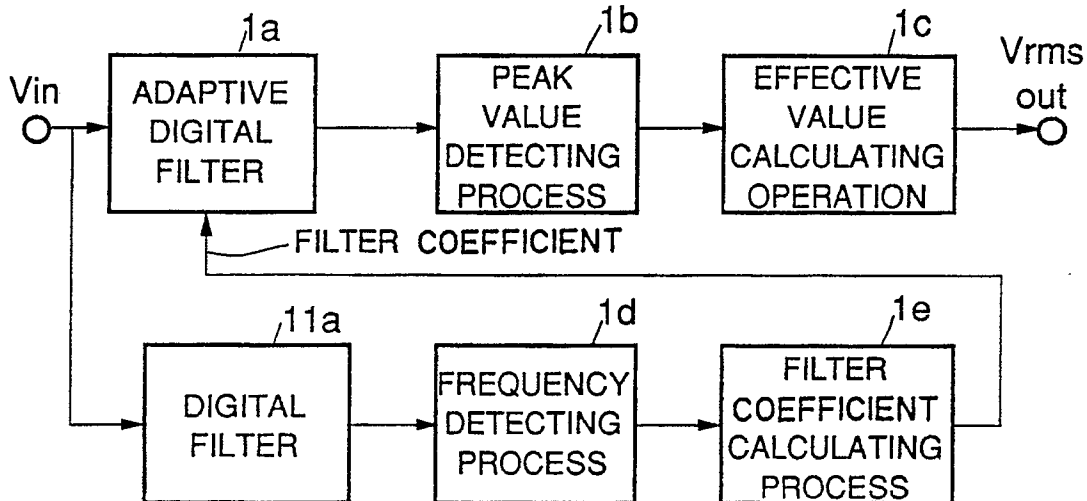 1a
1b
1c
Vin
ADAPTIVE
DIGITAL
FILTER
PEAK
VALUE
DETECTING
PROCESS
EFFECTIVE
VALUE
CALCULATING
OPERATION
Vrms
out
FILTER COEFFICIENT
11a
1d
1e
DIGITAL
FILTER
FREQUENCY
DETECTING
PROCESS
FILTER
COEFFICIENT
CALCULATING
PROCESS